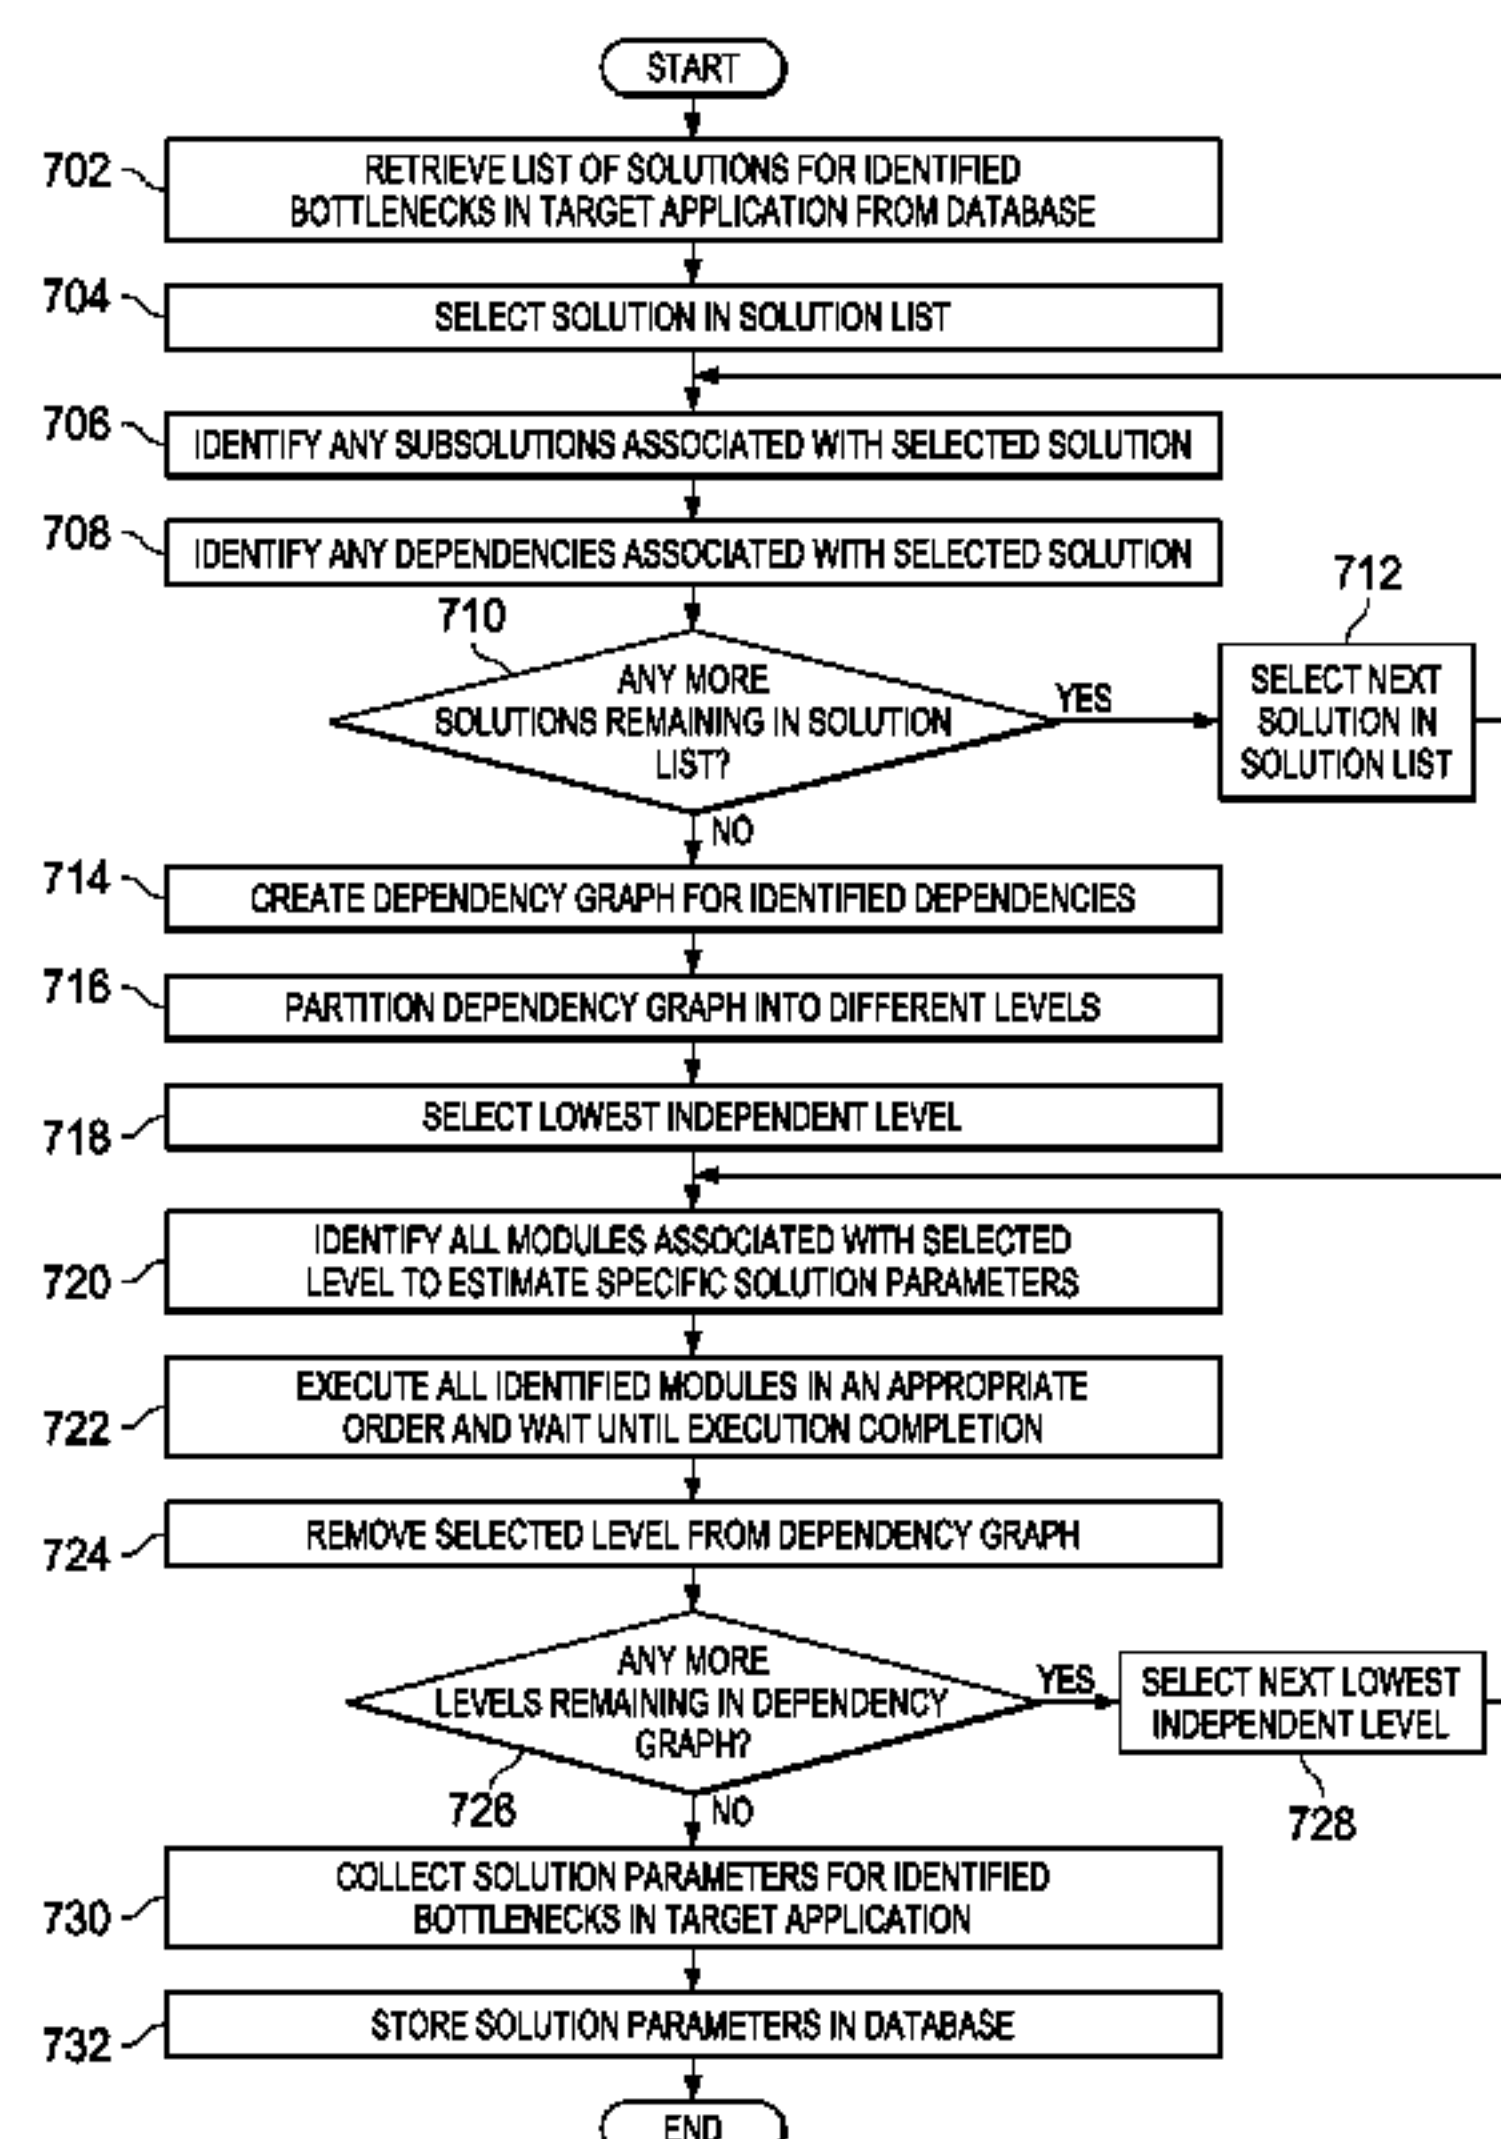 START
702
RETRIEVE LIST OF SOLUTIONS FOR IDENTIFIED
BOTTLENECKS IN TARGET APPLICATION FROM DATABASE
704
SELECT SOLUTION IN SOLUTION LIST
706
IDENTIFY ANY SUBSOLUTIONS ASSOCIATED WITH SELECTED SOLUTION
708
IDENTIFY ANY DEPENDENCIES ASSOCIATED WITH SELECTED SOLUTION
710
ANY MORE
SOLUTIONS REMAINING IN SOLUTION
LIST?
YES
712
SELECT NEXT
SOLUTION IN
SOLUTION LIST
NO
714
CREATE DEPENDENCY GRAPH FOR IDENTIFIED DEPENDENCIES
716
PARTITION DEPENDENCY GRAPH INTO DIFFERENT LEVELS
718
SELECT LOWEST INDEPENDENT LEVEL
720
IDENTIFY ALL MODULES ASSOCIATED WITH SELECTED
LEVEL TO ESTIMATE SPECIFIC SOLUTION PARAMETERS
722
EXECUTE ALL IDENTIFIED MODULES IN AN APPROPRIATE
ORDER AND WAIT UNTIL EXECUTION COMPLETION
724
REMOVE SELECTED LEVEL FROM DEPENDENCY GRAPH
ANY MORE
LEVELS REMAINING IN DEPENDENCY
GRAPH?
726
YES
SELECT NEXT LOWEST
INDEPENDENT LEVEL
728
NO
730
COLLECT SOLUTION PARAMETERS FOR IDENTIFIED
BOTTLENECKS IN TARGET APPLICATION
732
STORE SOLUTION PARAMETERS IN DATABASE
END